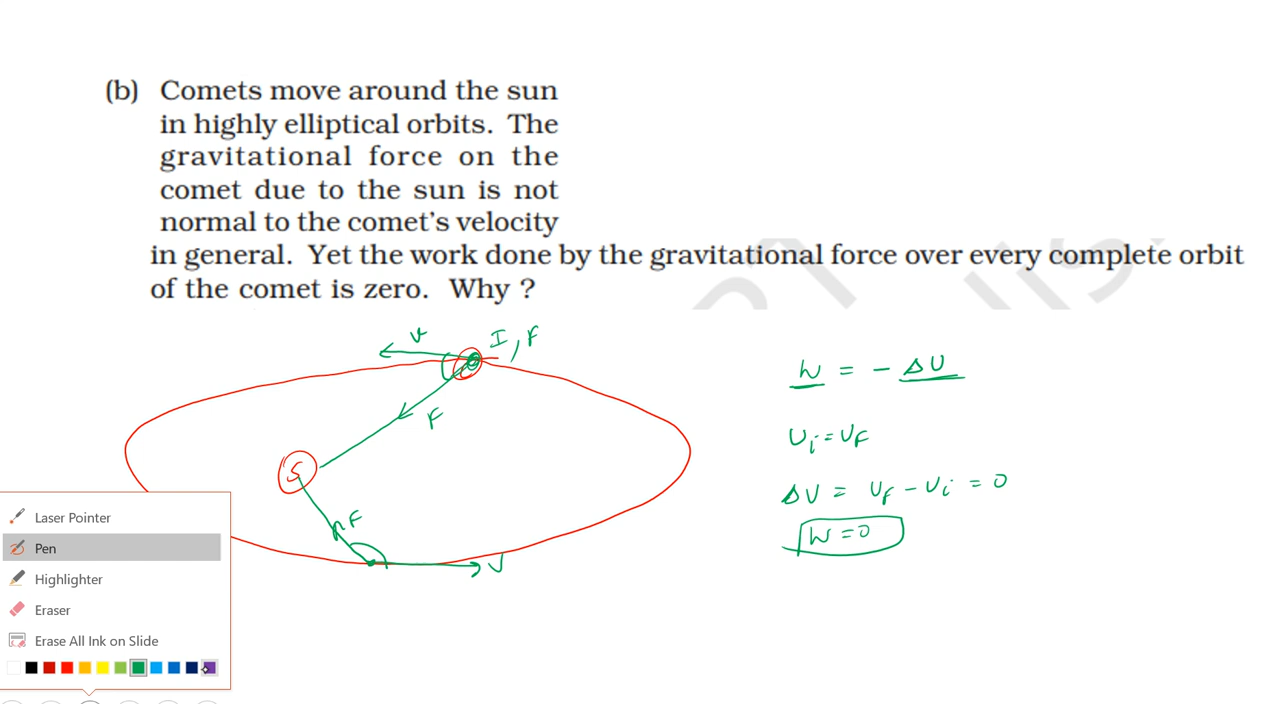 (b) Comets move around the sun
in highly elliptical orbits. The
gravitational force on the
comet due to the sun is not
normal to the comet's velocity
in general. Yet the work done by the gravitational force over every complete orbit
of the comet is zero. Why ?
v
I, F
F
S
F
V
W = - ΔU
Ui = UF
ΔU = UF - Ui = 0
W = 0
Laser Pointer
Pen
Highlighter
Eraser
Erase All Ink on Slide